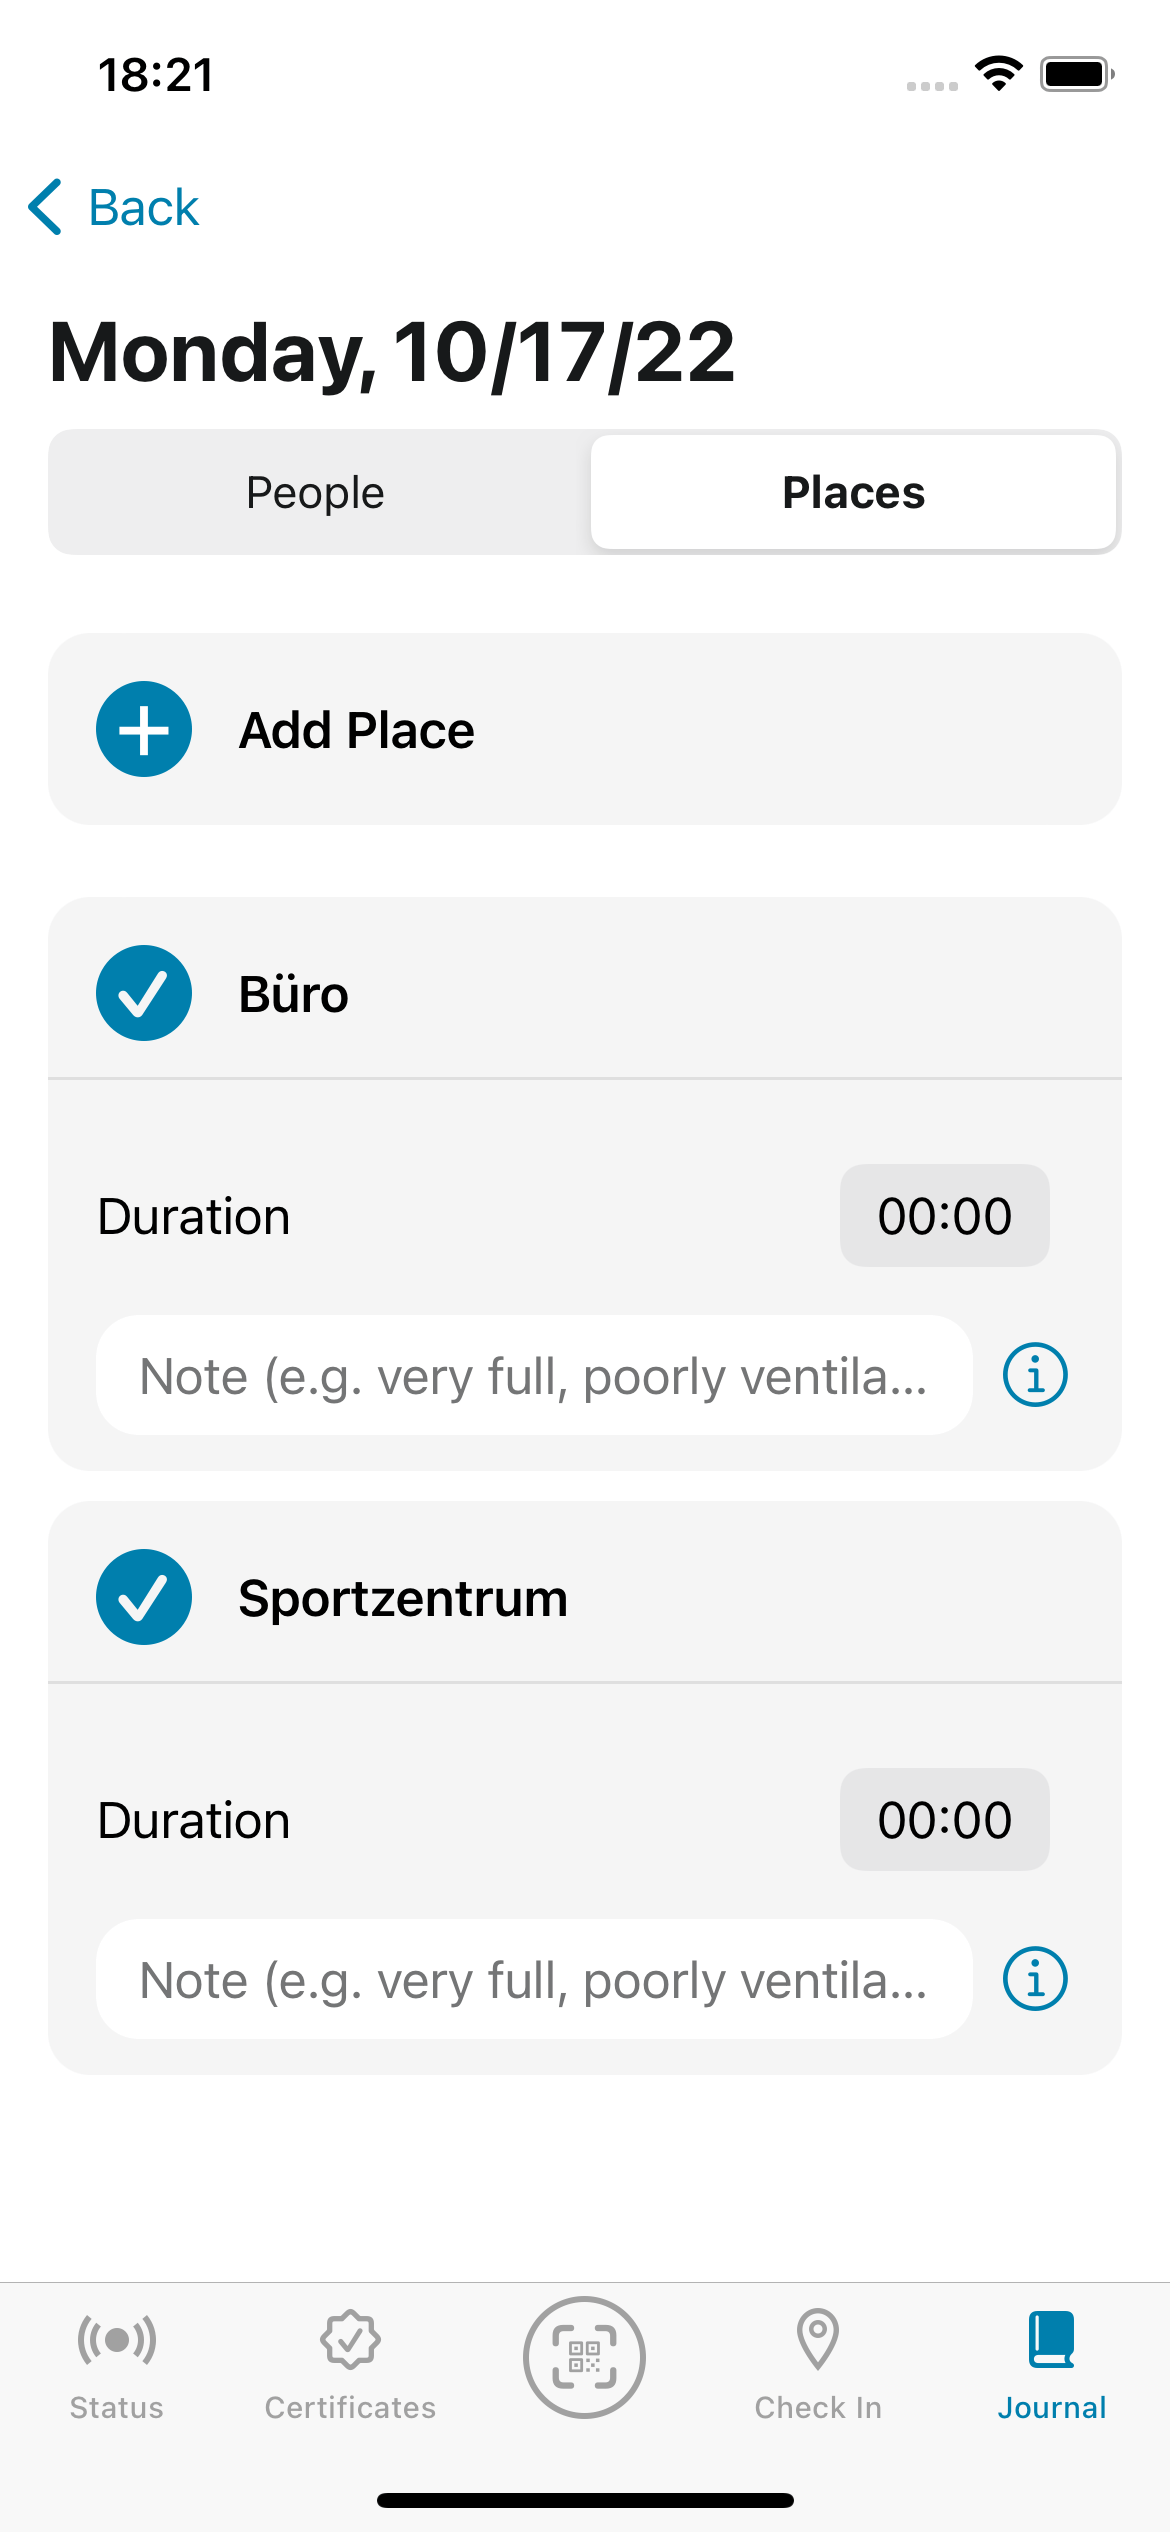 18:21
Back
Monday, 10/17/22
People
Places
Add Place
Büro
Duration
00:00
Note (e.g. very full, poorly ventila...
Sportzentrum
Duration
00:00
Note (e.g. very full, poorly ventila...
Status
Certificates
Check In
Journal